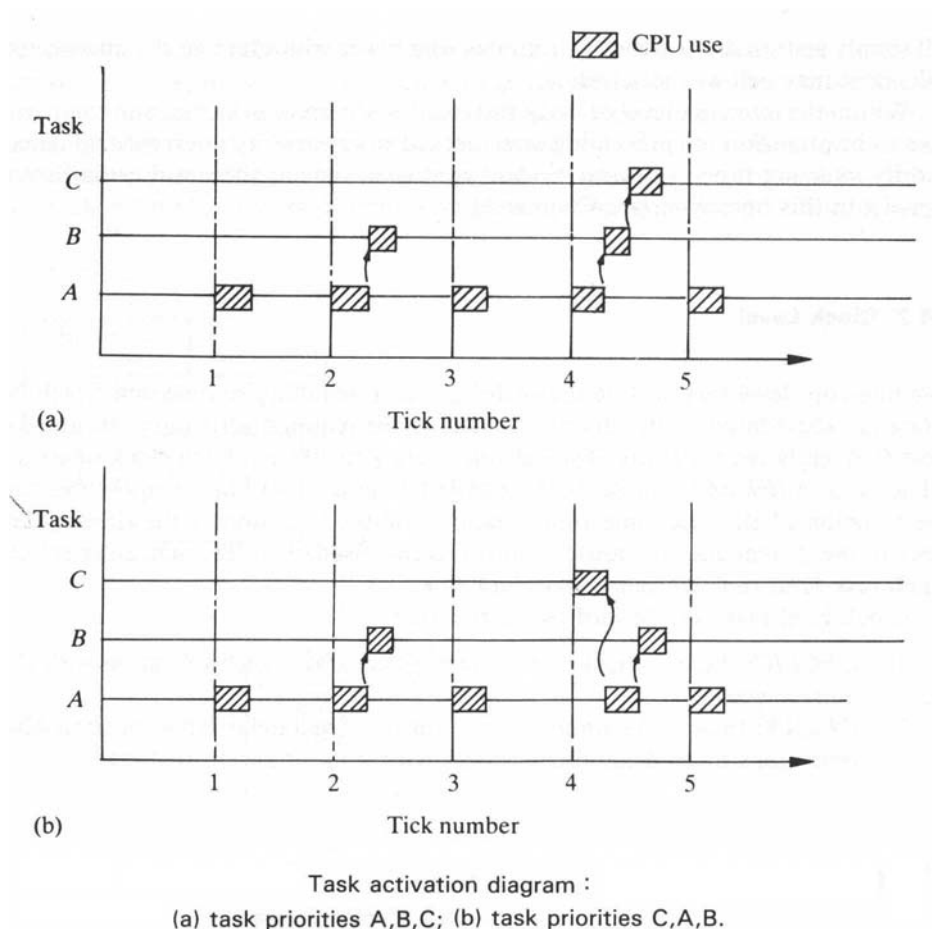 CPU use
Task
C
B
A
1 2 3 4 5
(a) Tick number
Task
C
B
A
1 2 3 4 5
(b) Tick number
Task activation diagram :
(a) task priorities A,B,C; (b) task priorities C,A,B.